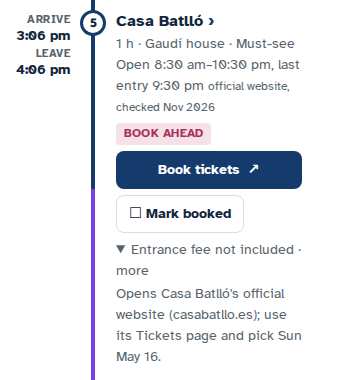 ARRIVE
3:06 pm
LEAVE
4:06 pm
5
Casa Batlló ›
1 h · Gaudí house · Must-see
Open 8:30 am–10:30 pm, last
entry 9:30 pm official website,
checked Nov 2026
BOOK AHEAD
Book tickets ↗
☐ Mark booked
▼ Entrance fee not included ·
more
Opens Casa Batlló's official
website (casabatllo.es); use
its Tickets page and pick Sun
May 16.